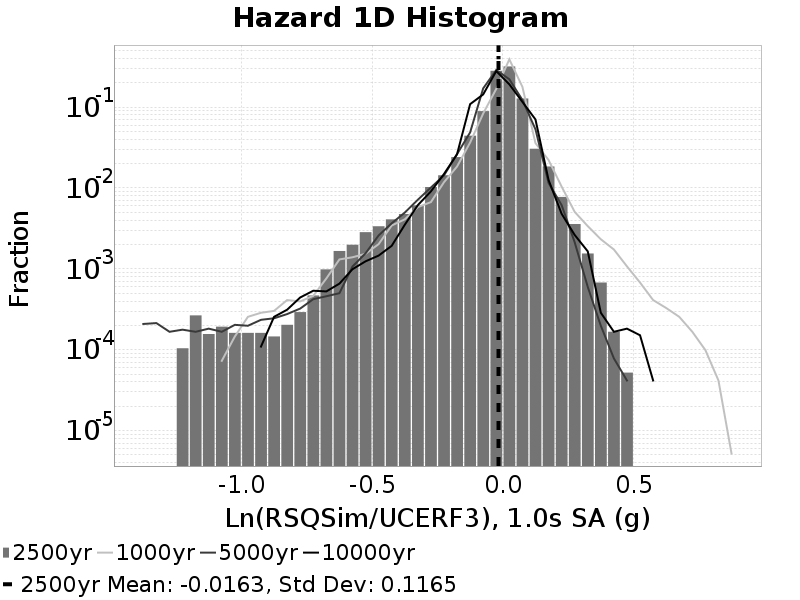 Hazard 1D Histogram
Fraction
10-1
10-2
10-3
10-4
10-5
-1.0 -0.5 0.0 0.5
Ln(RSQSim/UCERF3), 1.0s SA (g)
2500yr 1000yr 5000yr 10000yr
2500yr Mean: -0.0163, Std Dev: 0.1165